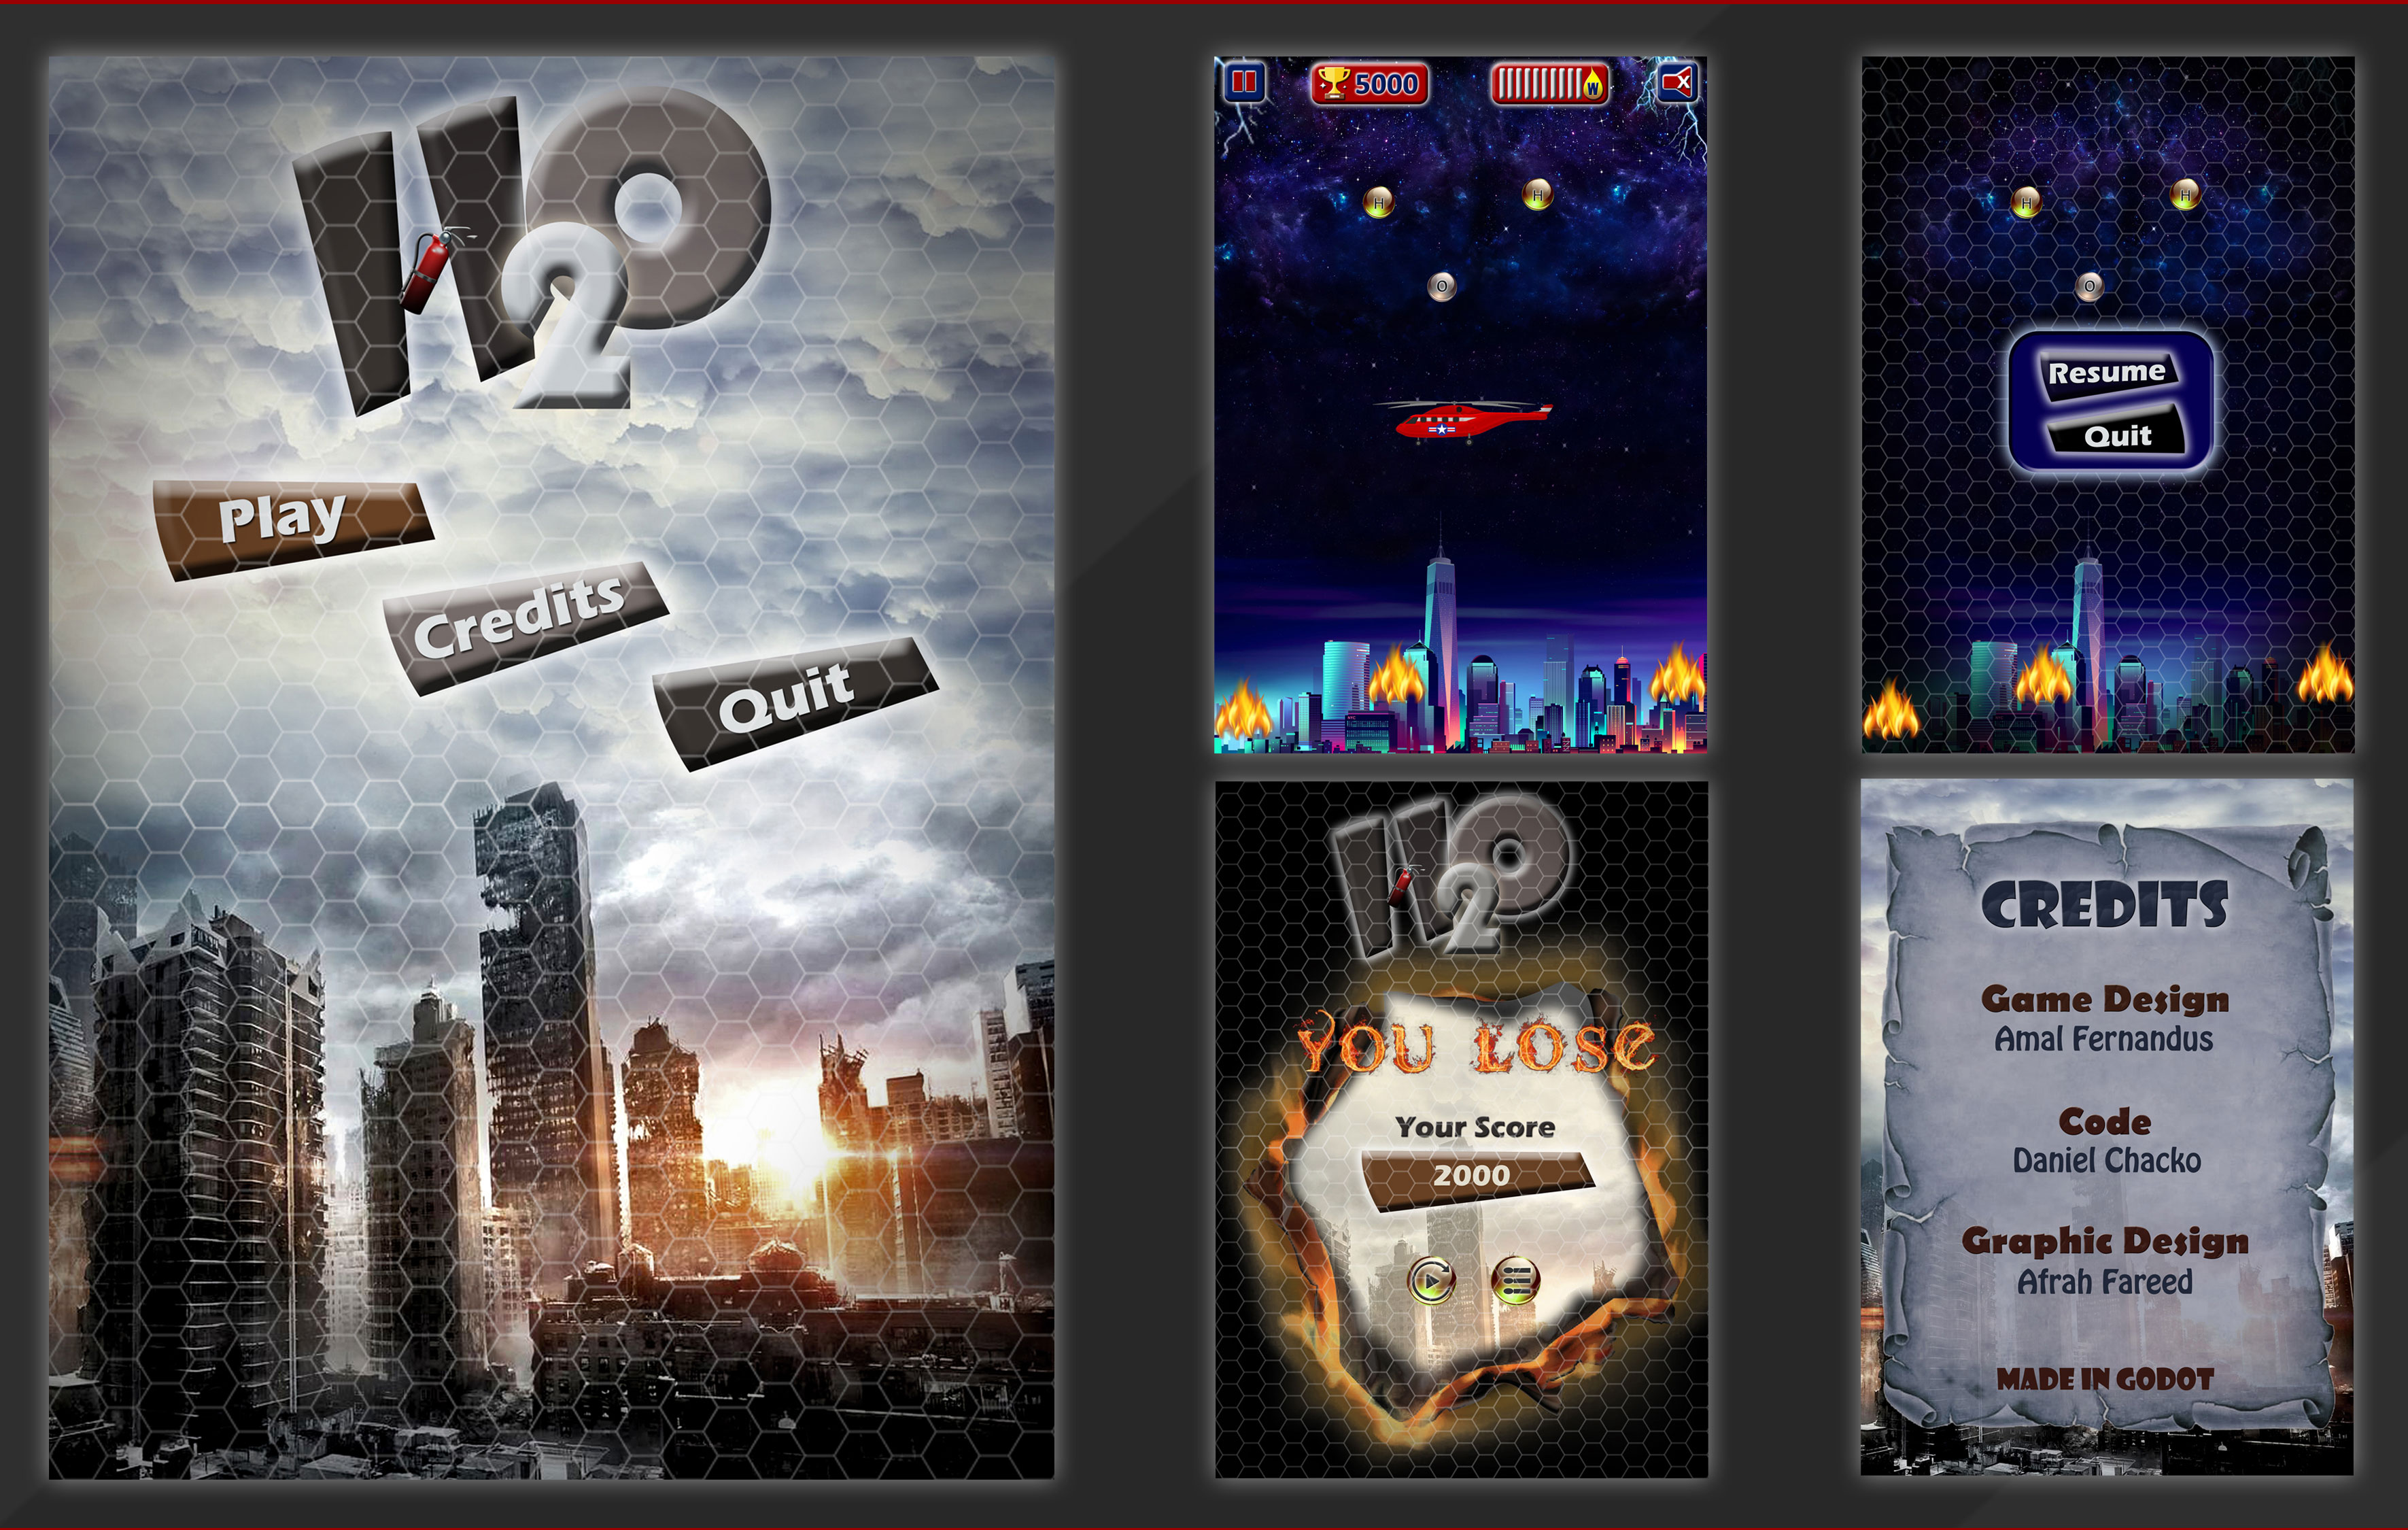 H2O
Play
Credits
Quit
5000
W
H
H
O
H
H
O
Resume
Quit
H2O
YOU LOSE
Your Score
2000
CREDITS
Game Design
Amal Fernandus
Code
Daniel Chacko
Graphic Design
Afrah Fareed
MADE IN GODOT